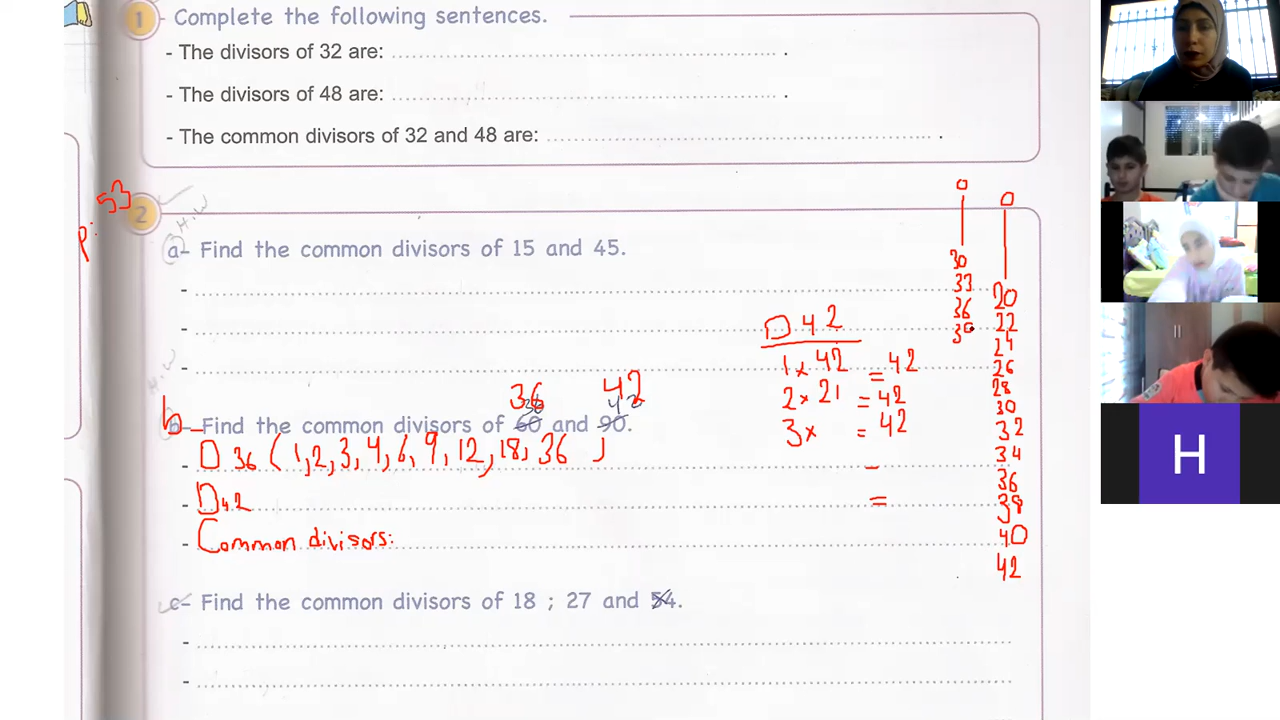 1 Complete the following sentences.
- The divisors of 32 are: .
- The divisors of 48 are: .
- The common divisors of 32 and 48 are: .
p: 53
2
H.W
a- Find the common divisors of 15 and 45.
-
-
-
H.W
36 42
b- Find the common divisors of 60 and 90.
- D 36 ( 1, 2, 3, 4, 6, 9, 12, 18, 36 )
- D42
- Common divisors:
c- Find the common divisors of 18 ; 27 and 54.
-
-
D 42
1 x 42 = 42
2 x 21 = 42
3 x = 42
=
0
30
33
36
39
0
20
22
24
26
28
30
32
34
36
38
40
42
H